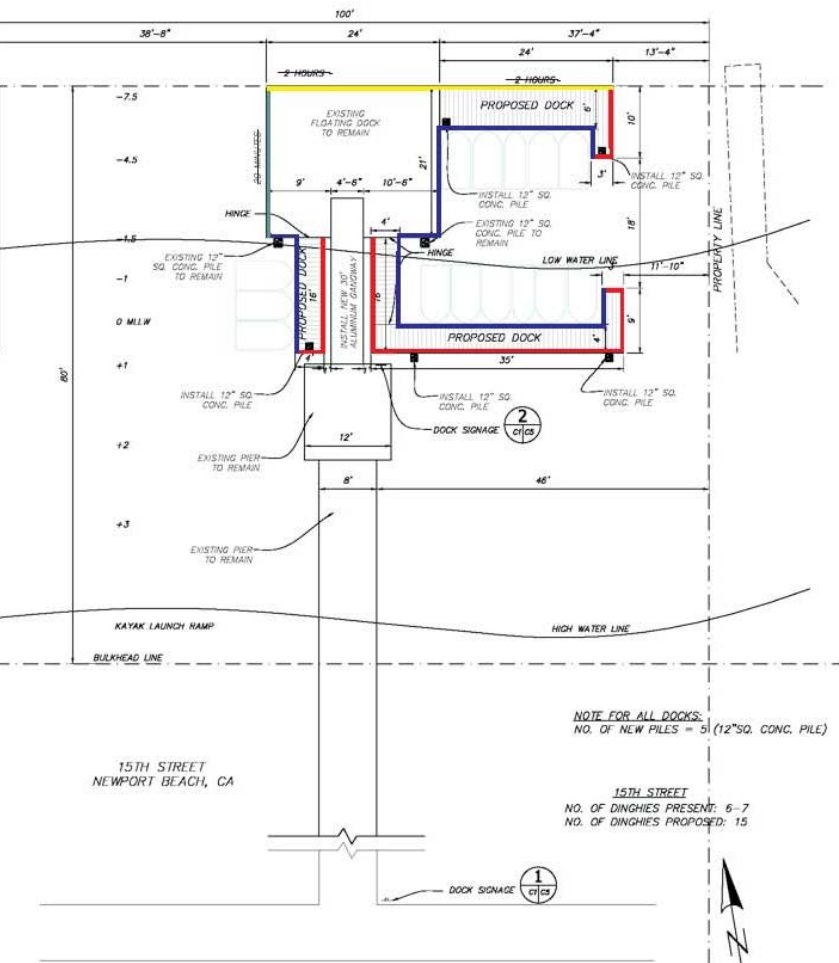 100'
38'-8"
24'
37'-4"
24'
13'-4"
2 HOURS
2 HOURS
-7.5
EXISTING
FLOATING DOCK
TO REMAIN
PROPOSED DOCK
6'
10'
-4.5
20 MINUTES
21'
3'
INSTALL 12" SQ.
CONC. PILE
9'
4'-6"
10'-6"
INSTALL 12" SQ.
CONC. PILE
HINGE
4'
EXISTING 12" SQ.
CONC. PILE TO
REMAIN
18'
PROPERTY LINE
-1.5
HINGE
EXISTING 12"
SQ. CONC. PILE
TO REMAIN
LOW WATER LINE
11'-10"
-1
PROPOSED DOCK
16'
INSTALL NEW 30'
ALUMINUM GANGWAY
16
0 MLLW
PROPOSED DOCK
4'
9'
+1
4'
35'
80'
INSTALL 12" SQ.
CONC. PILE
INSTALL 12" SQ.
CONC. PILE
INSTALL 12" SQ.
CONC. PILE
DOCK SIGNAGE
2
C1 C5
12'
+2
EXISTING PIER
TO REMAIN
8'
46'
+3
EXISTING PIER
TO REMAIN
KAYAK LAUNCH RAMP
HIGH WATER LINE
BULKHEAD LINE
NOTE FOR ALL DOCKS:
NO. OF NEW PILES = 5 (12"SQ. CONC. PILE)
15TH STREET
NEWPORT BEACH, CA
15TH STREET
NO. OF DINGHIES PRESENT: 6-7
NO. OF DINGHIES PROPOSED: 15
DOCK SIGNAGE
1
C1 C5
N